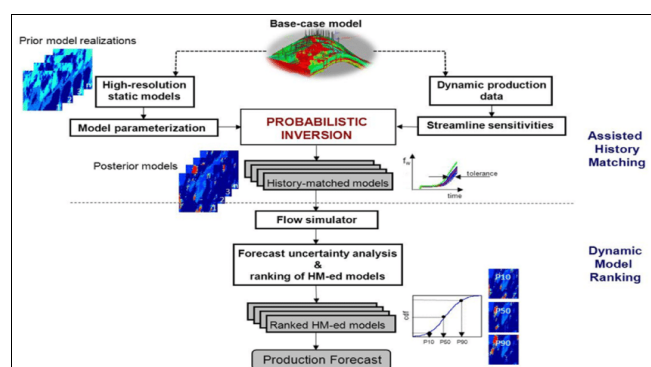 Base-case model
Prior model realizations
High-resolution
static models
Dynamic production
data
Model parameterization
PROBABILISTIC
INVERSION
Streamline sensitivities
Assisted
History
Matching
Posterior models
History-matched models
tolerance
time
Flow simulator
Forecast uncertainty analysis
&
ranking of HM-ed models
Dynamic
Model
Ranking
P10
P50
P90
cdf
P10 P50 P90
Ranked HM-ed models
Production Forecast